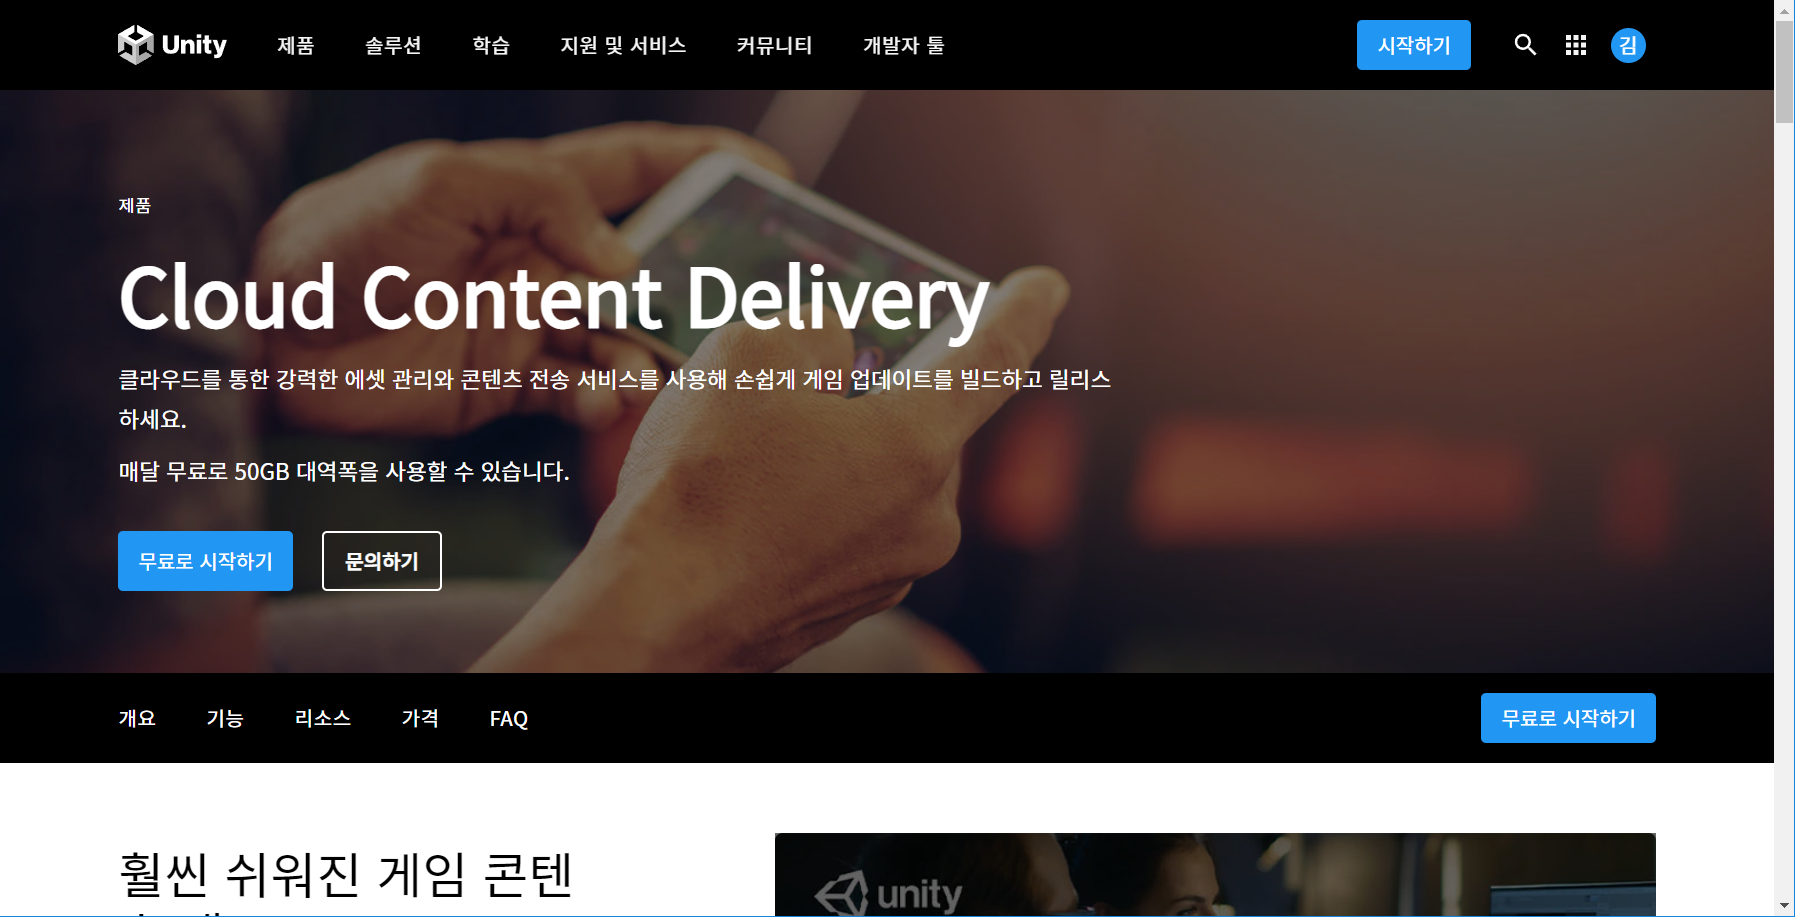 Unity 제품 솔루션 학습 지원 및 서비스 커뮤니티 개발자 툴 시작하기 김
제품
Cloud Content Delivery
클라우드를 통한 강력한 에셋 관리와 콘텐츠 전송 서비스를 사용해 손쉽게 게임 업데이트를 빌드하고 릴리스
하세요.
매달 무료로 50GB 대역폭을 사용할 수 있습니다.
무료로 시작하기 문의하기
개요 기능 리소스 가격 FAQ 무료로 시작하기
훨씬 쉬워진 게임 콘텐
unity